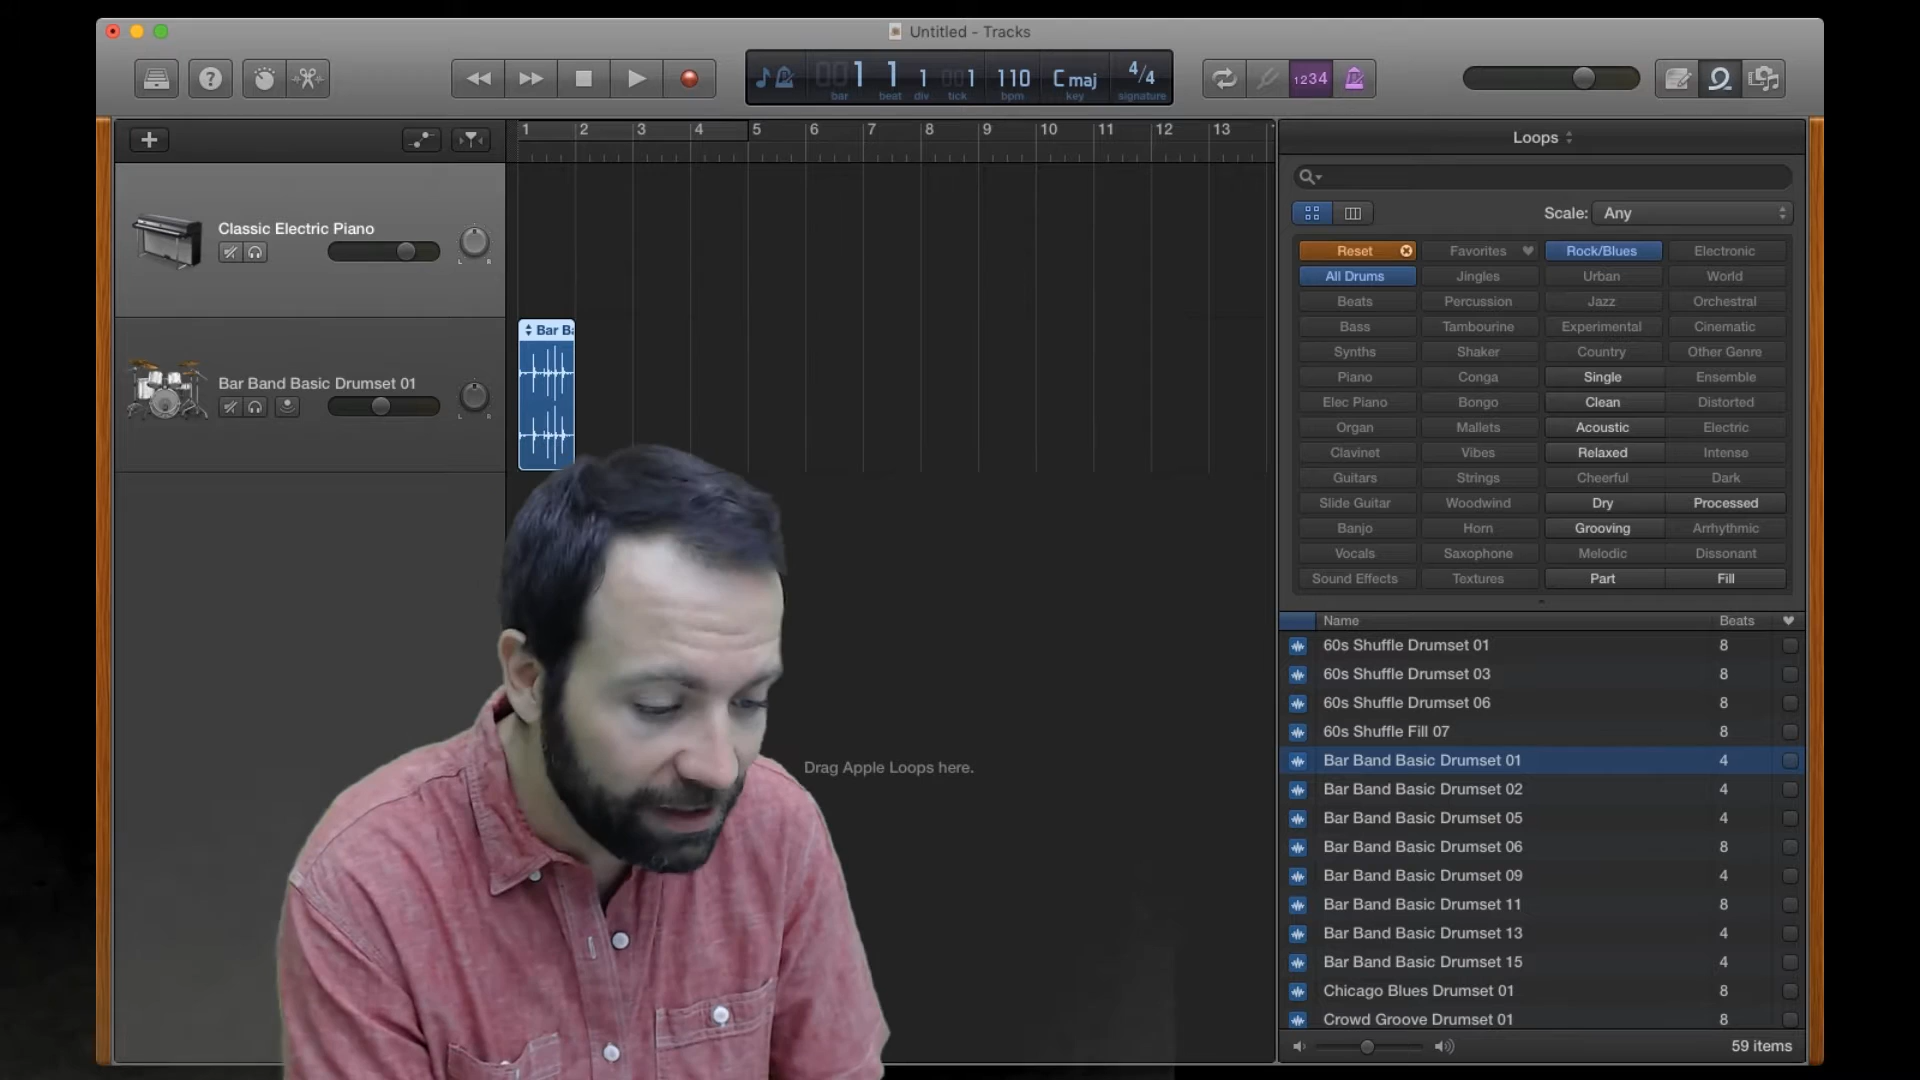 Untitled - Tracks
001 1 1 001 110 Cmaj 4/4
bar beat div tick bpm key signature
1234
1 2 3 4 5 6 7 8 9 10 11 12 13
Loops
Scale: Any
Classic Electric Piano
L R
Bar Ba
Bar Band Basic Drumset 01
L R
Drag Apple Loops here.
Reset Favorites Rock/Blues Electronic
All Drums Jingles Urban World
Beats Percussion Jazz Orchestral
Bass Tambourine Experimental Cinematic
Synths Shaker Country Other Genre
Piano Conga Single Ensemble
Elec Piano Bongo Clean Distorted
Organ Mallets Acoustic Electric
Clavinet Vibes Relaxed Intense
Guitars Strings Cheerful Dark
Slide Guitar Woodwind Dry Processed
Banjo Horn Grooving Arrhythmic
Vocals Saxophone Melodic Dissonant
Sound Effects Textures Part Fill
Name Beats
60s Shuffle Drumset 01 8
60s Shuffle Drumset 03 8
60s Shuffle Drumset 06 8
60s Shuffle Fill 07 8
Bar Band Basic Drumset 01 4
Bar Band Basic Drumset 02 4
Bar Band Basic Drumset 05 4
Bar Band Basic Drumset 06 8
Bar Band Basic Drumset 09 4
Bar Band Basic Drumset 11 8
Bar Band Basic Drumset 13 4
Bar Band Basic Drumset 15 4
Chicago Blues Drumset 01 8
Crowd Groove Drumset 01 8
59 items